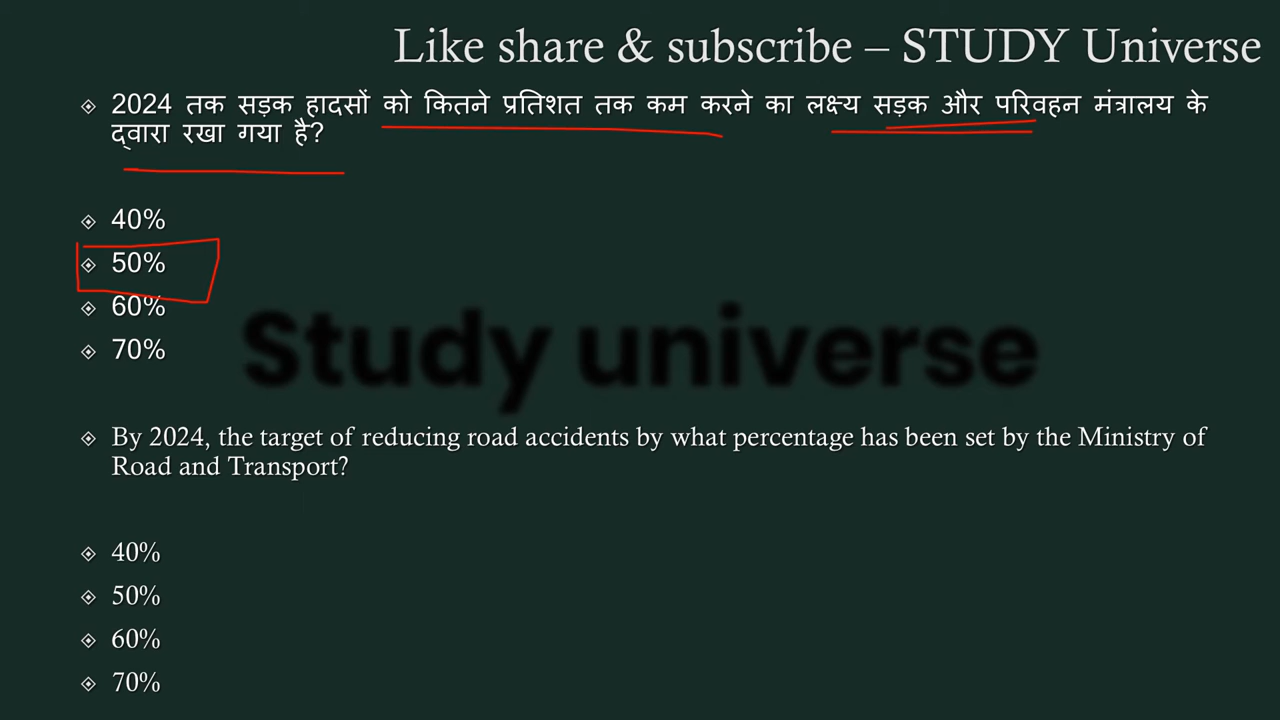 Like share & subscribe – STUDY Universe
2024 तक सड़क हादसों को कितने प्रतिशत तक कम करने का लक्ष्य सड़क और परिवहन मंत्रालय के
द्वारा रखा गया है?
40%
50%
60%
70%
Study universe
By 2024, the target of reducing road accidents by what percentage has been set by the Ministry of
Road and Transport?
40%
50%
60%
70%